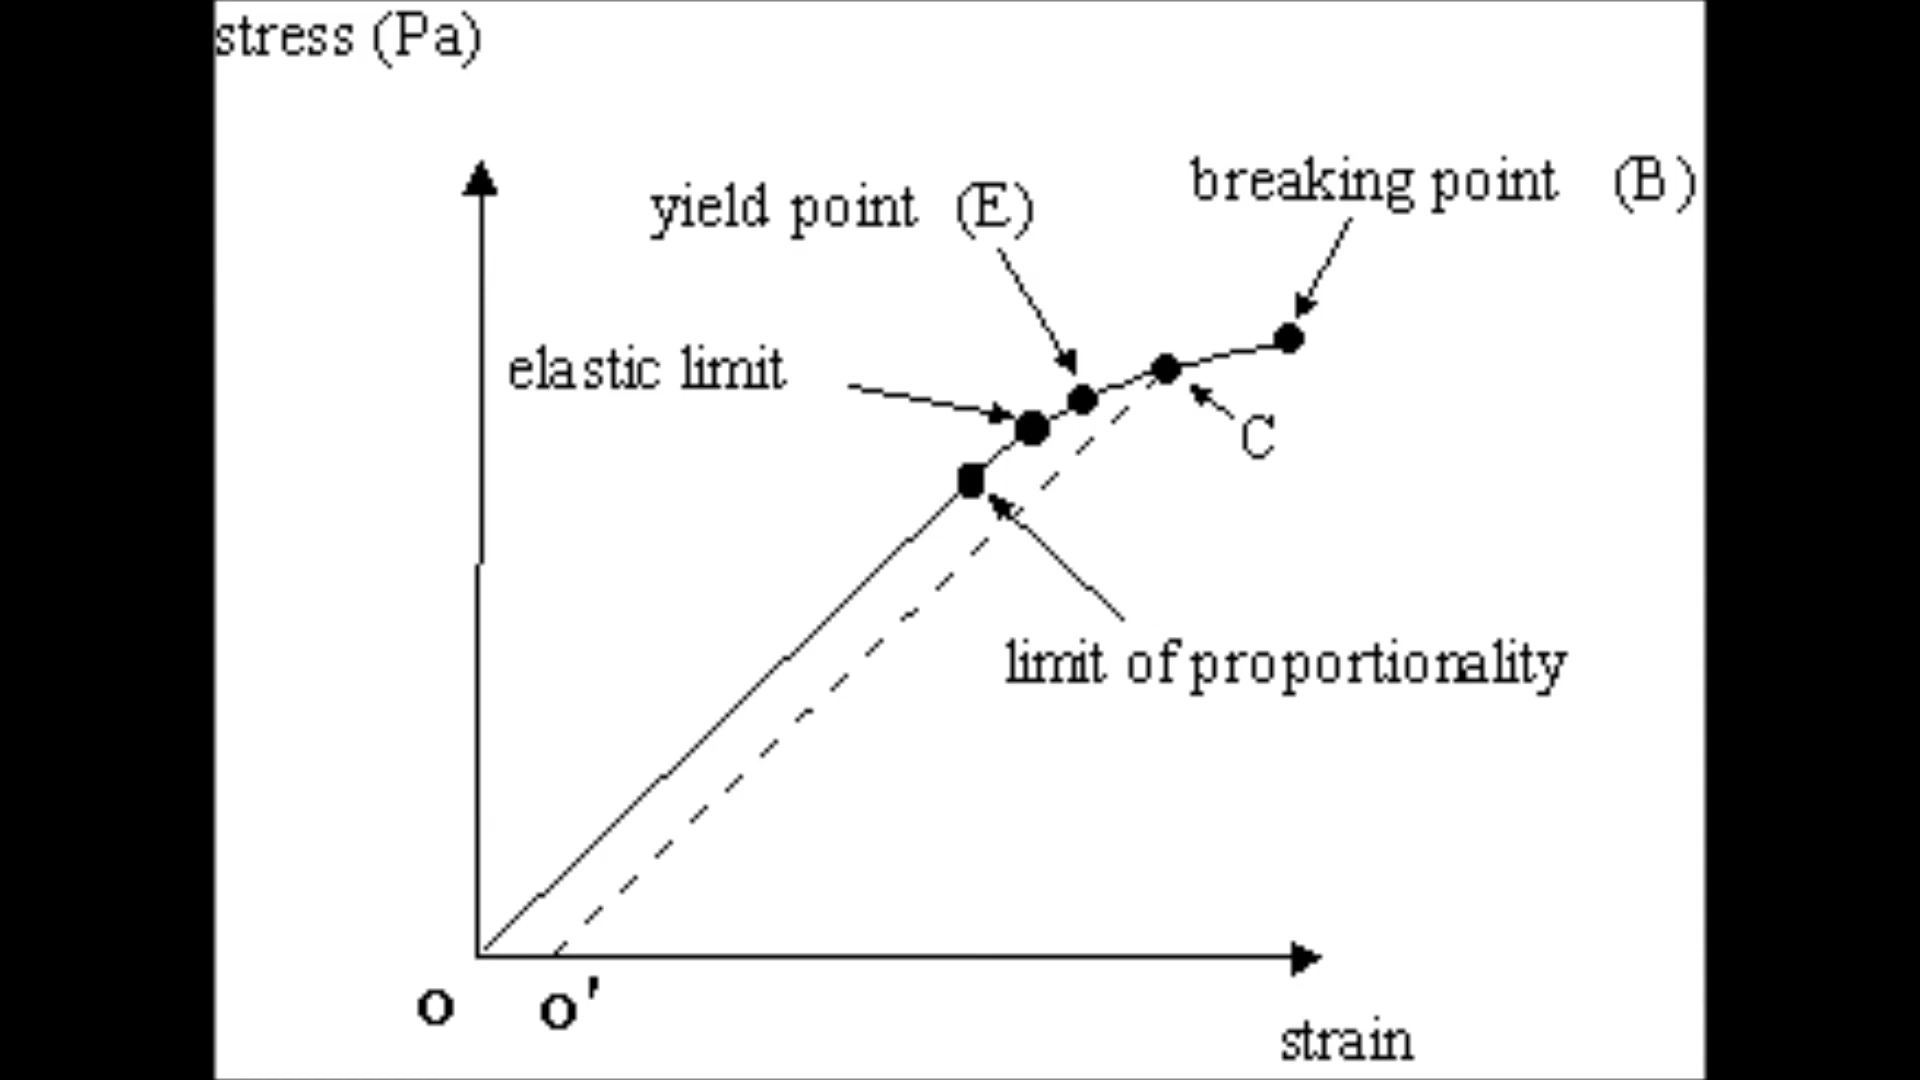 stress (Pa)
breaking point (B)
yield point (E)
elastic limit
C
limit of proportionality
o o'
strain